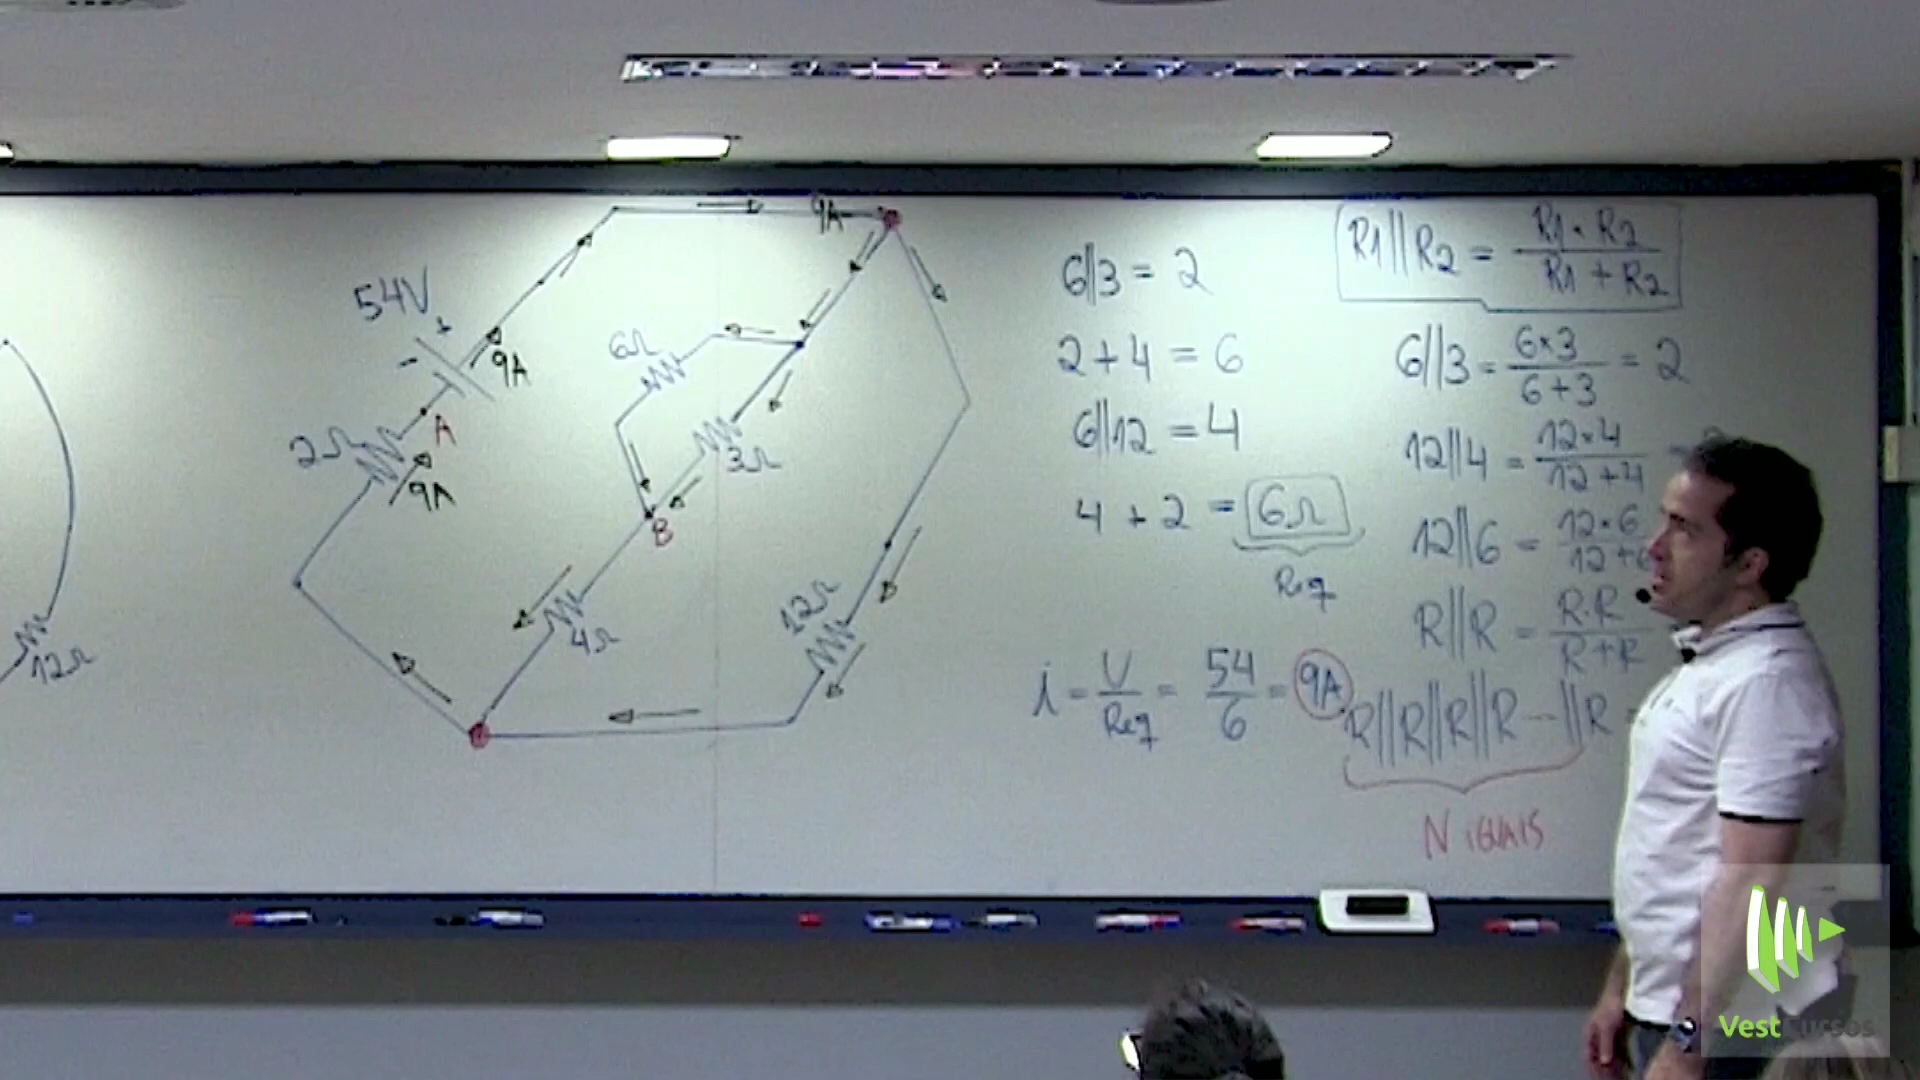 54V
+
-
9A
A
2Ω
9A
9A
6Ω
3Ω
B
4Ω
12Ω
12Ω
6||3 = 2
2 + 4 = 6
6||12 = 4
4 + 2 = 6Ω
Req
i = U/Req = 54/6 = 9A
R1||R2 = R1 · R2 / R1 + R2
6||3 = 6×3 / 6+3 = 2
12||4 = 12×4 / 12+4 =
12||6 = 12×6 / 12+6
R||R = R·R / R+R
R||R||R||R - - ||R
N IGUAIS
VestCursos